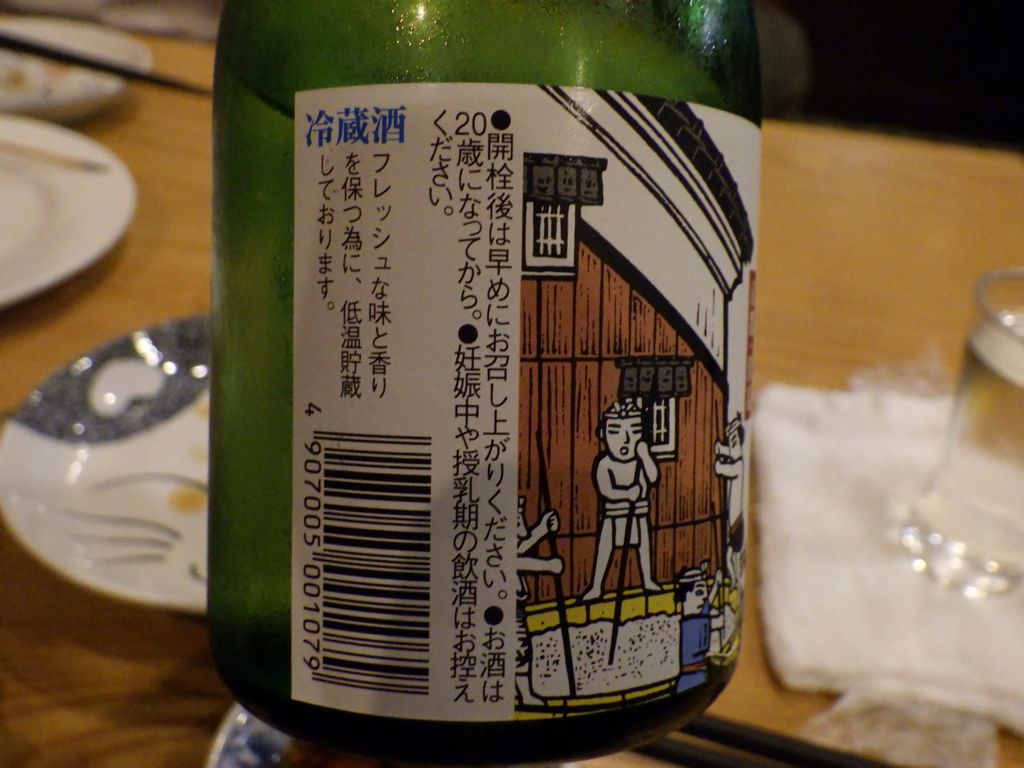 ●開栓後は早めにお召し上がりください。●お酒は
20歳になってから。●妊娠中や授乳期の飲酒はお控え
ください。
冷蔵酒
フレッシュな味と香り
を保つ為に、低温貯蔵
しております。
4 907005 001079